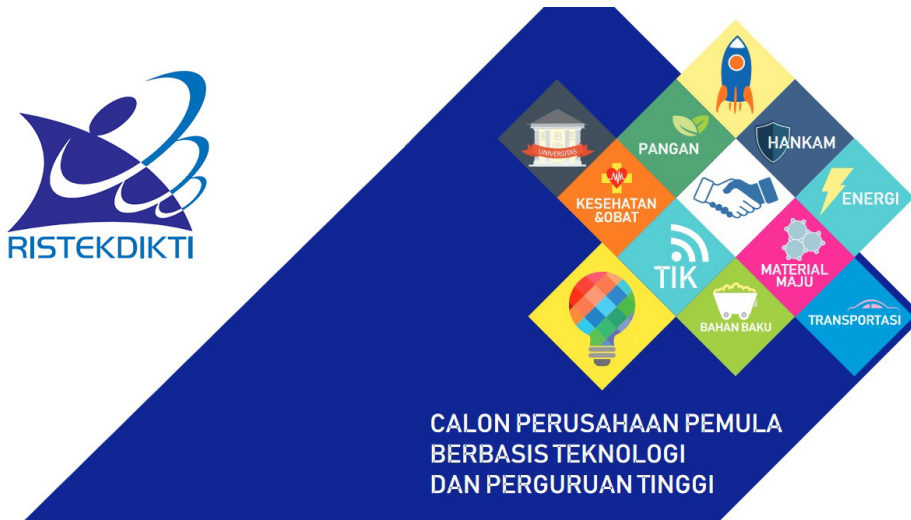 RISTEKDIKTI
UNIVERSITAS
PANGAN
HANKAM
KESEHATAN
&OBAT
ENERGI
TIK
MATERIAL
MAJU
BAHAN BAKU
TRANSPORTASI
CALON PERUSAHAAN PEMULA
BERBASIS TEKNOLOGI
DAN PERGURUAN TINGGI